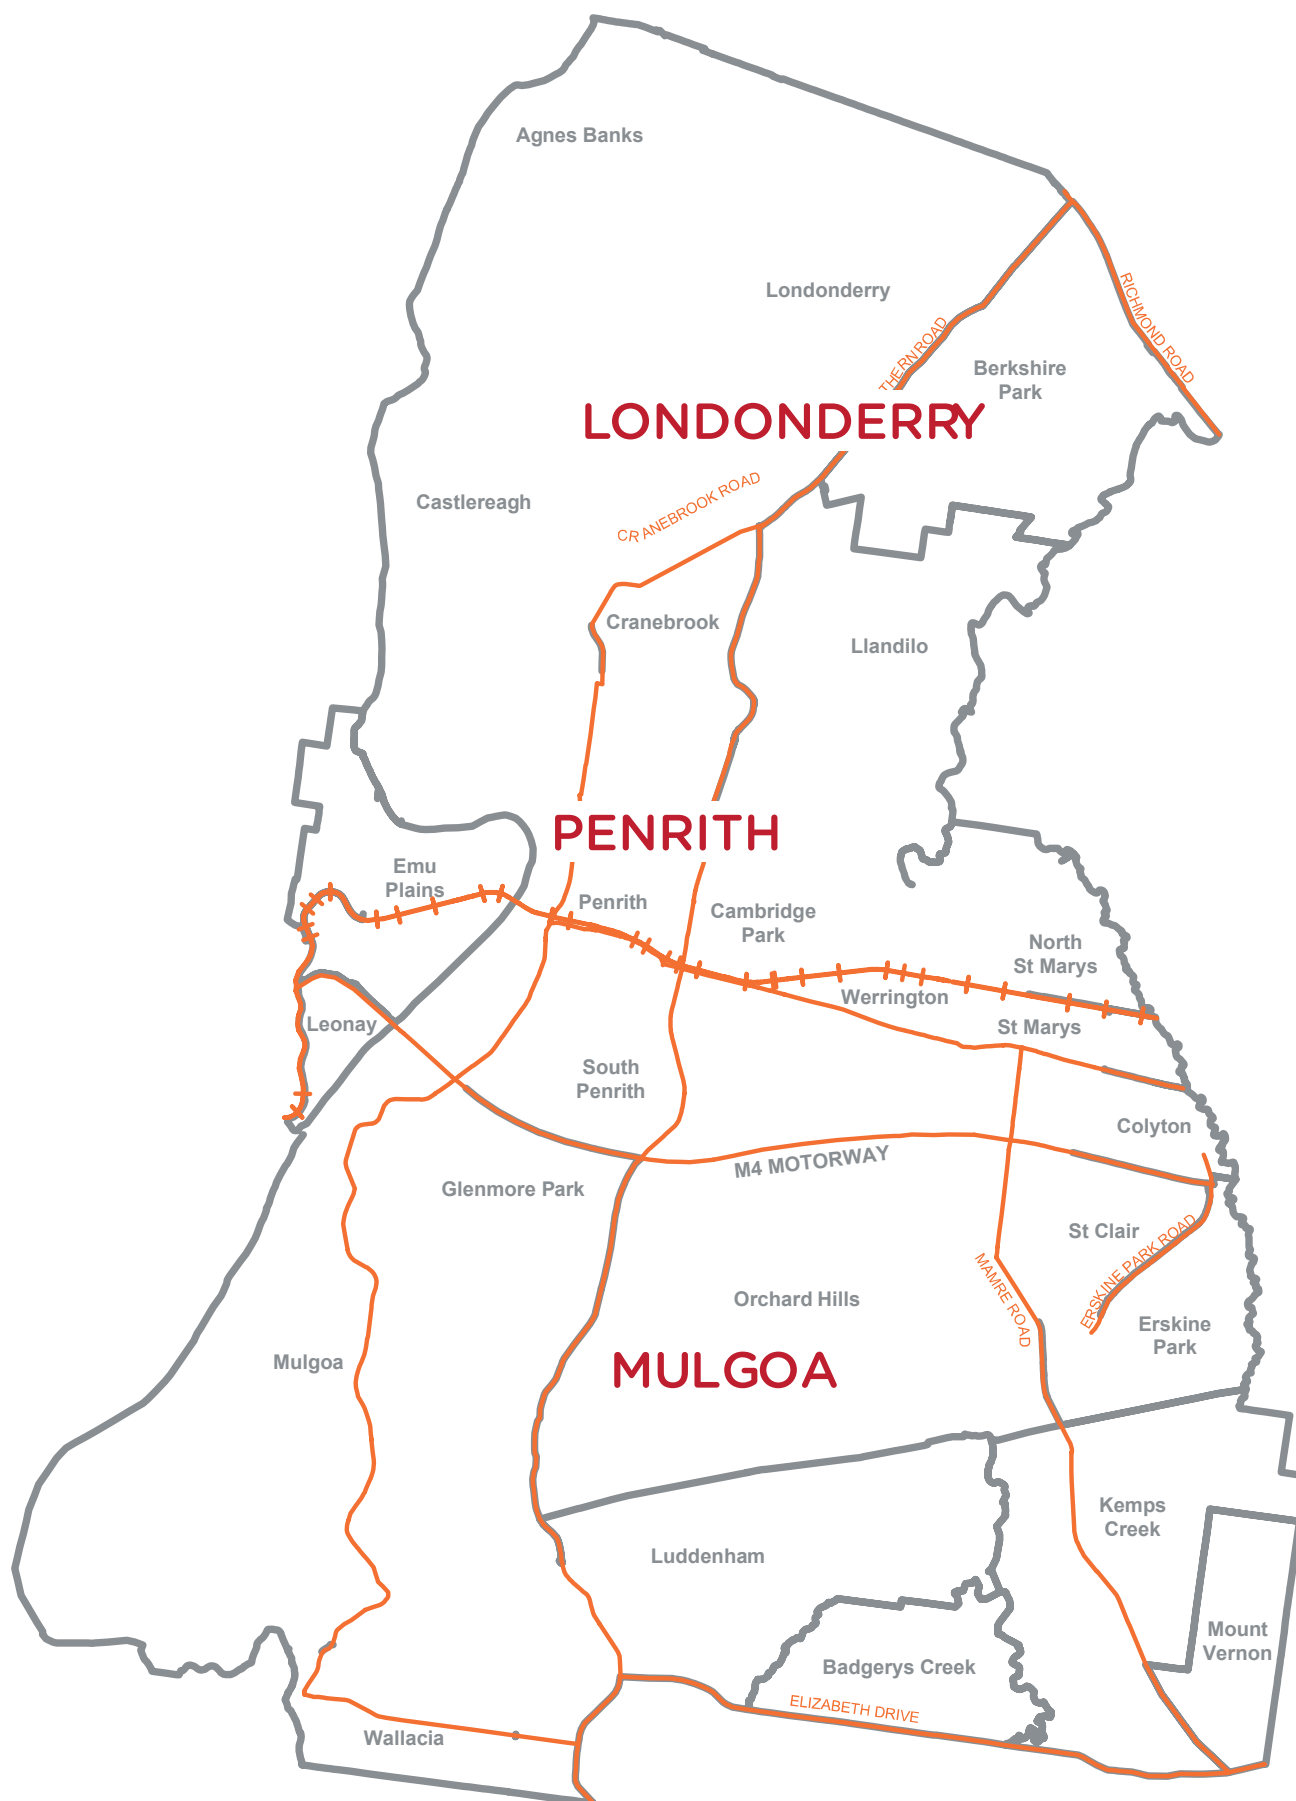 Agnes Banks
Londonderry
RICHMOND ROAD
THERN ROAD
Berkshire
Park
LONDONDERRY
Castlereagh
CRANEBROOK ROAD
Cranebrook
Llandilo
PENRITH
Emu
Plains
Penrith
Cambridge
Park
North
St Marys
Werrington
Leonay
St Marys
South
Penrith
Colyton
M4 MOTORWAY
Glenmore Park
St Clair
ERSKINE PARK ROAD
MAMRE ROAD
Orchard Hills
Erskine
Park
Mulgoa
MULGOA
Kemps
Creek
Luddenham
Mount
Vernon
Badgerys Creek
ELIZABETH DRIVE
Wallacia